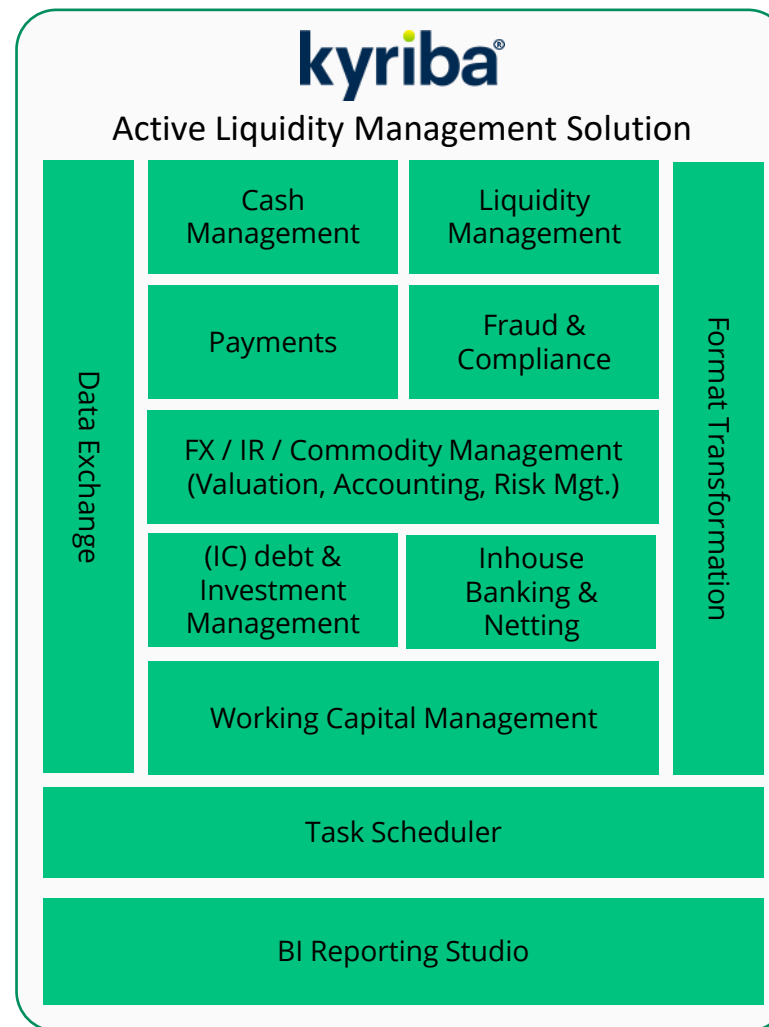 kyriba®
Active Liquidity Management Solution
Cash
Management
Liquidity
Management
Payments
Fraud &
Compliance
Data Exchange
Format Transformation
FX / IR / Commodity Management
(Valuation, Accounting, Risk Mgt.)
(IC) debt &
Investment
Management
Inhouse
Banking &
Netting
Working Capital Management
Task Scheduler
BI Reporting Studio